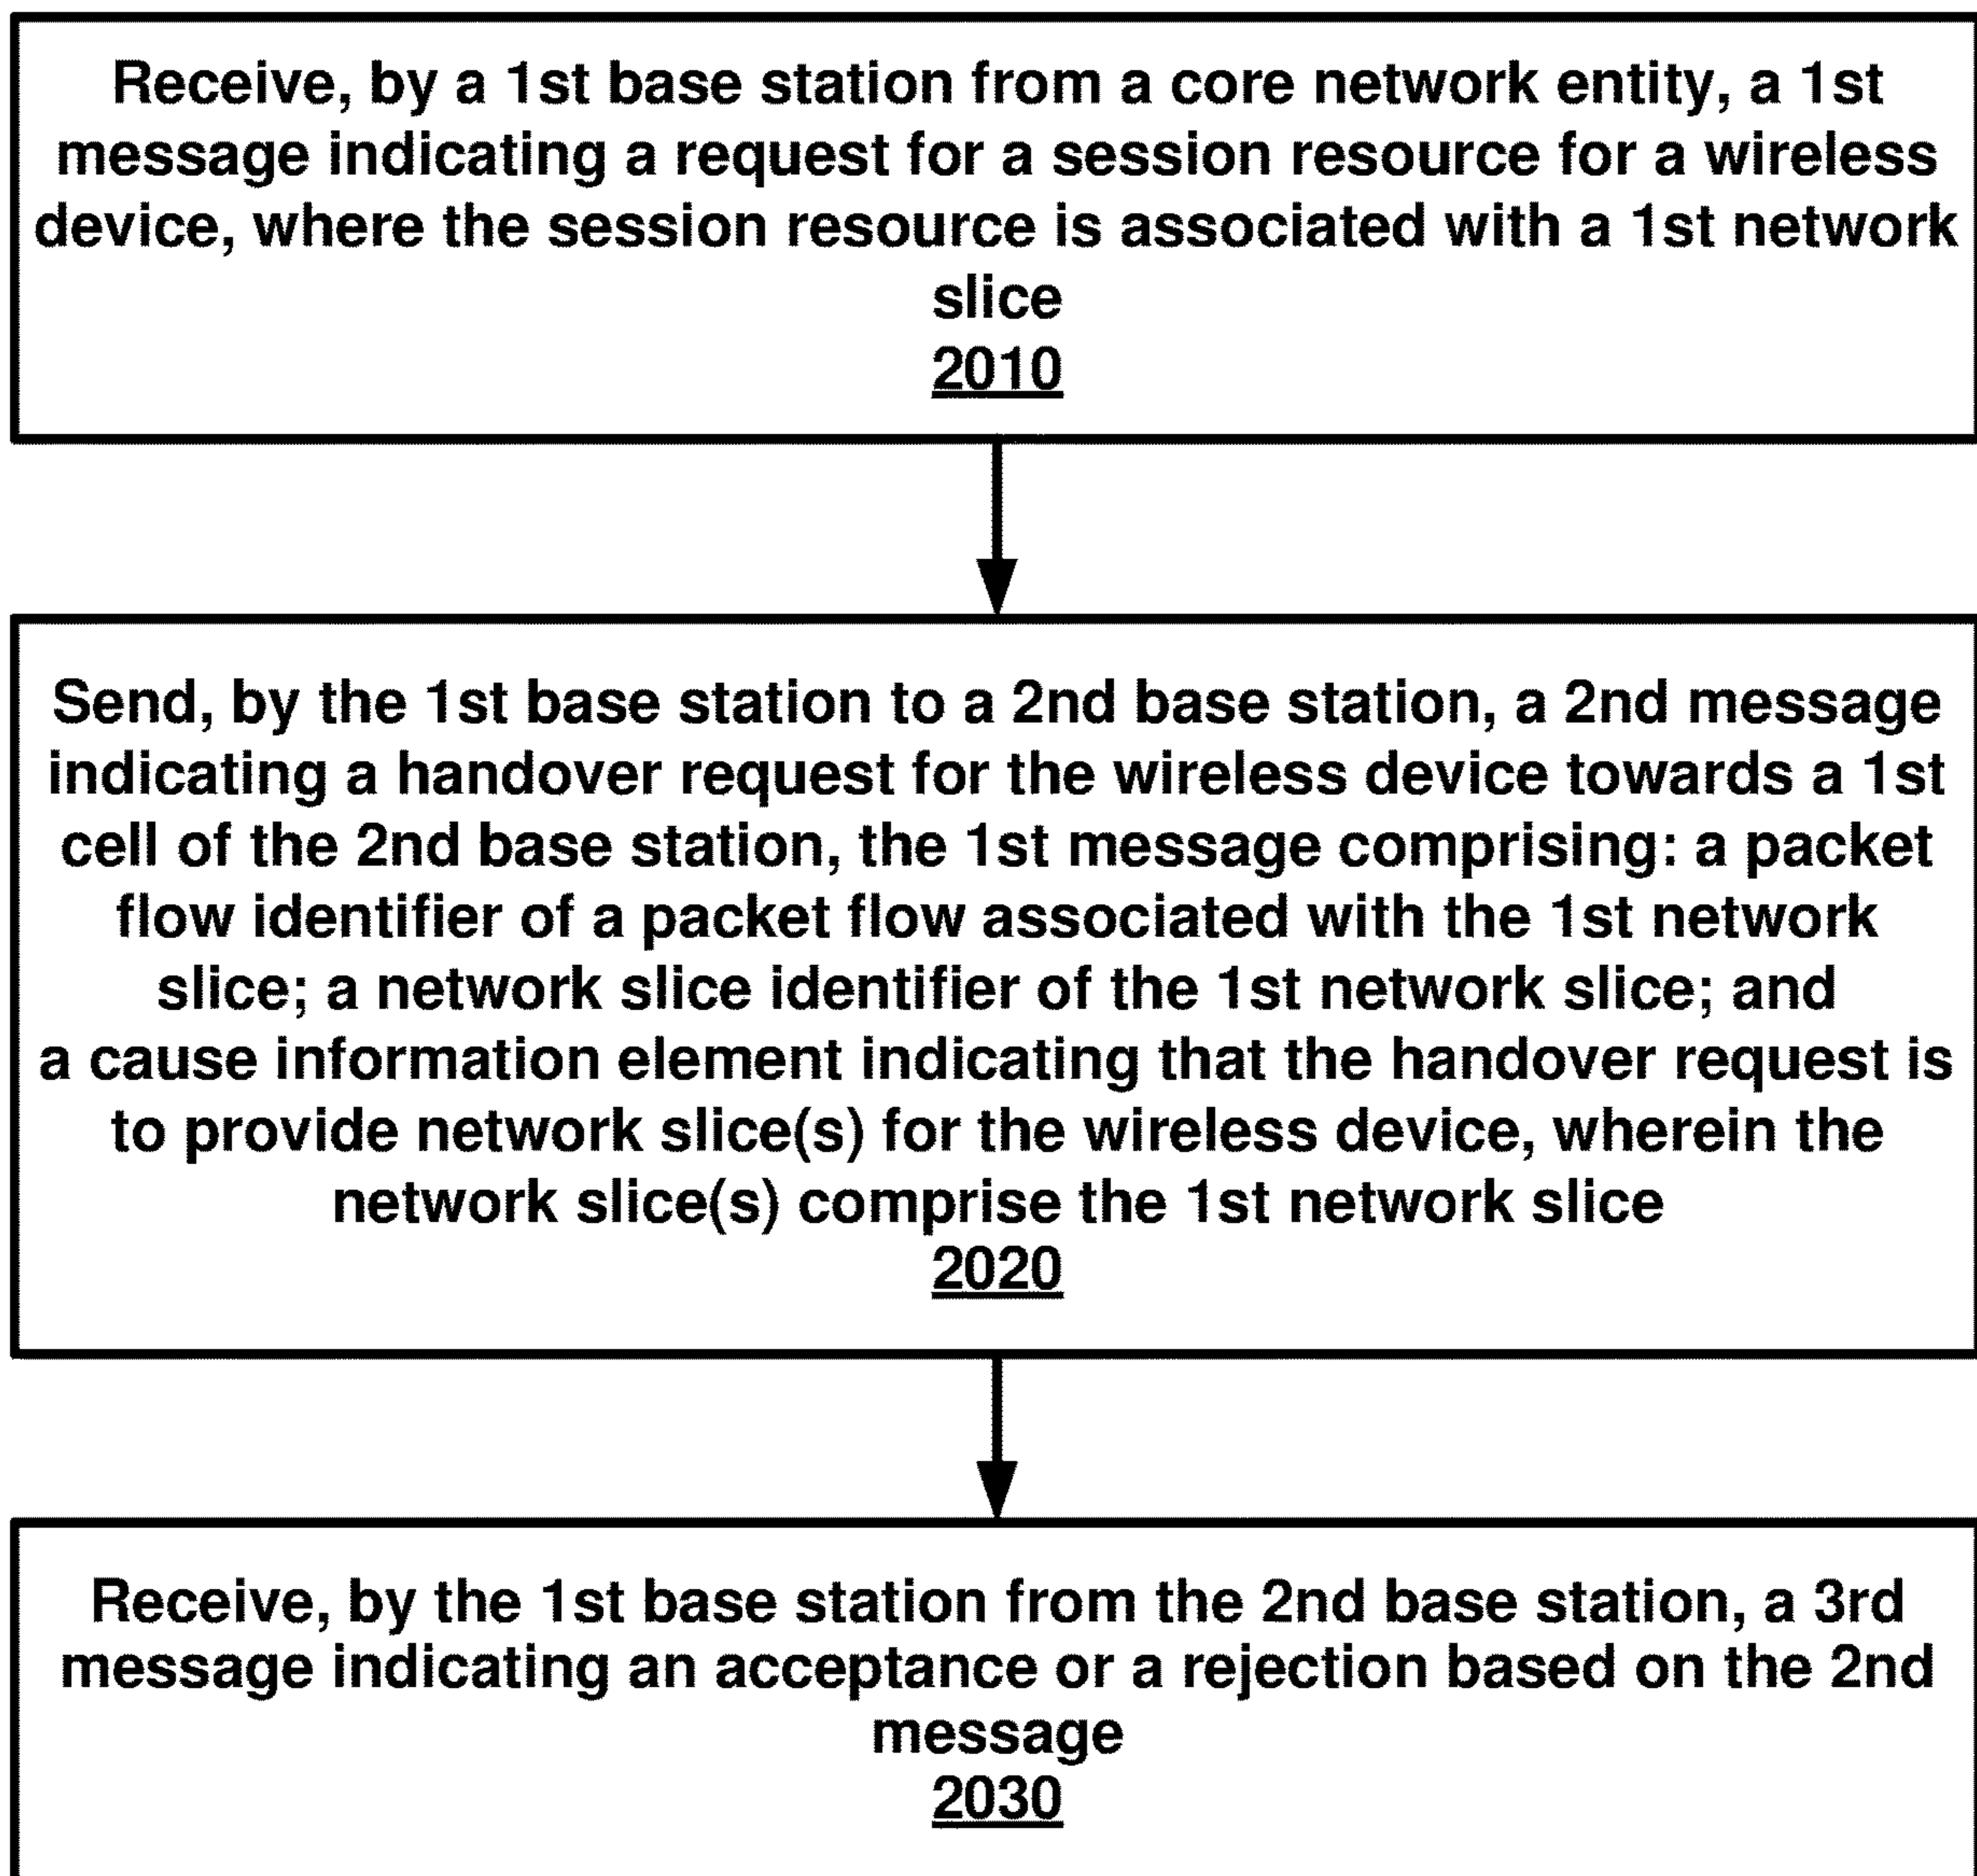 Receive, by a 1st base station from a core network entity, a 1st
message indicating a request for a session resource for a wireless
device, where the session resource is associated with a 1st network
slice
2010
Send, by the 1st base station to a 2nd base station, a 2nd message
indicating a handover request for the wireless device towards a 1st
cell of the 2nd base station, the 1st message comprising: a packet
flow identifier of a packet flow associated with the 1st network
slice; a network slice identifier of the 1st network slice; and
a cause information element indicating that the handover request is
to provide network slice(s) for the wireless device, wherein the
network slice(s) comprise the 1st network slice
2020
Receive, by the 1st base station from the 2nd base station, a 3rd
message indicating an acceptance or a rejection based on the 2nd
message
2030